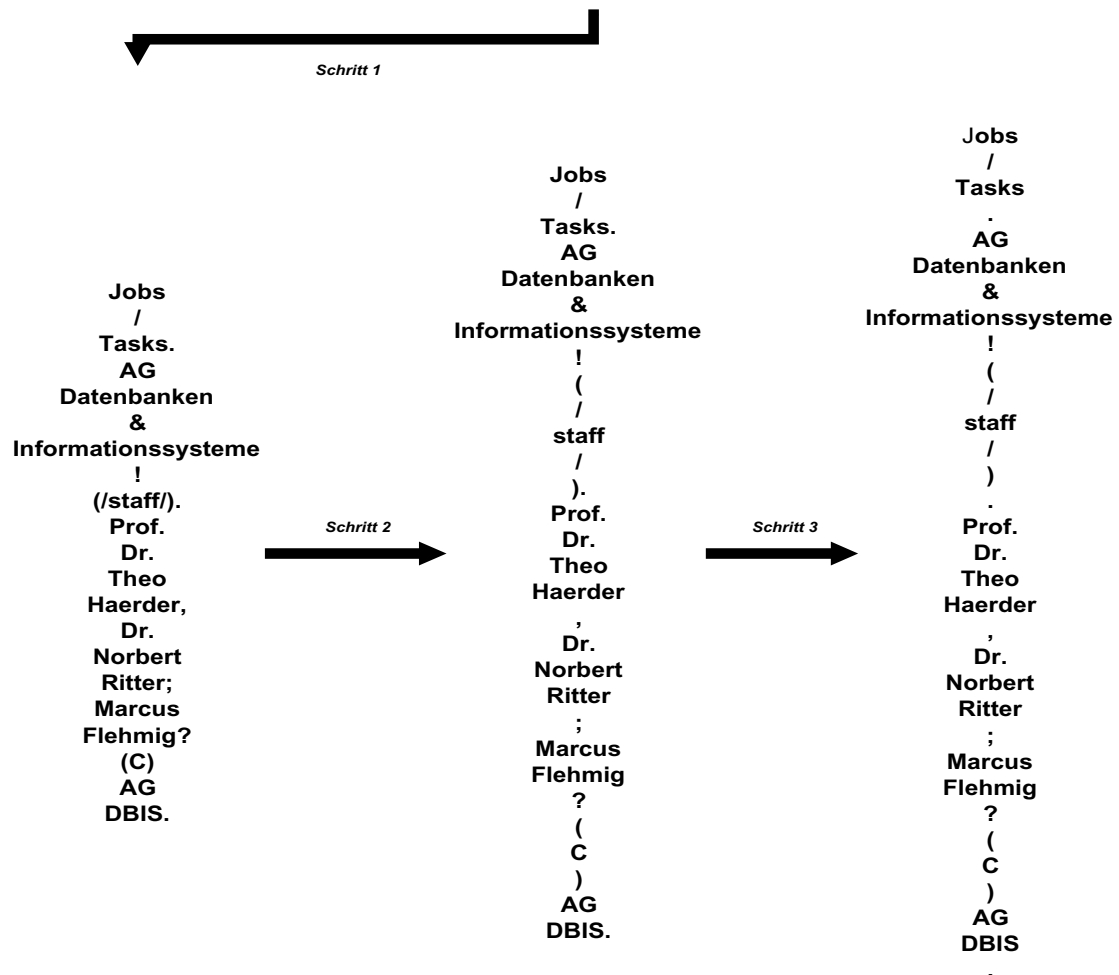 Schritt 1
Jobs
/
Tasks.
AG
Datenbanken
&
Informationssysteme
!
(/staff/).
Prof.
Dr.
Theo
Haerder,
Dr.
Norbert
Ritter;
Marcus
Flehmig?
(C)
AG
DBIS.
Schritt 2
Jobs
/
Tasks.
AG
Datenbanken
&
Informationssysteme
!
(
/
staff
/
).
Prof.
Dr.
Theo
Haerder
,
Dr.
Norbert
Ritter
;
Marcus
Flehmig
?
(
C
)
AG
DBIS.
Schritt 3
Jobs
/
Tasks
.
AG
Datenbanken
&
Informationssysteme
!
(
/
staff
/
)
.
Prof.
Dr.
Theo
Haerder
,
Dr.
Norbert
Ritter
;
Marcus
Flehmig
?
(
C
)
AG
DBIS
.